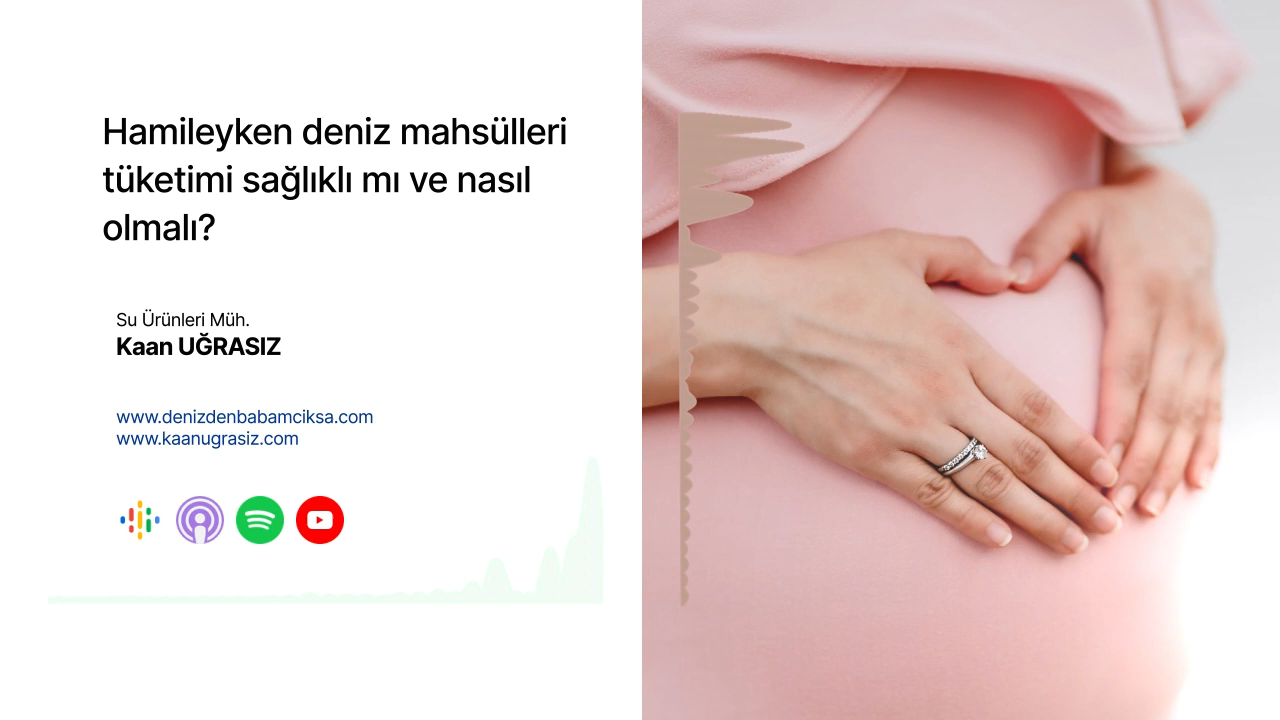 Hamileyken deniz mahsülleri
tüketimi sağlıklı mı ve nasıl
olmalı?
Su Ürünleri Müh.
Kaan UĞRASIZ
www.denizdenbabamciksa.com
www.kaanugrasiz.com